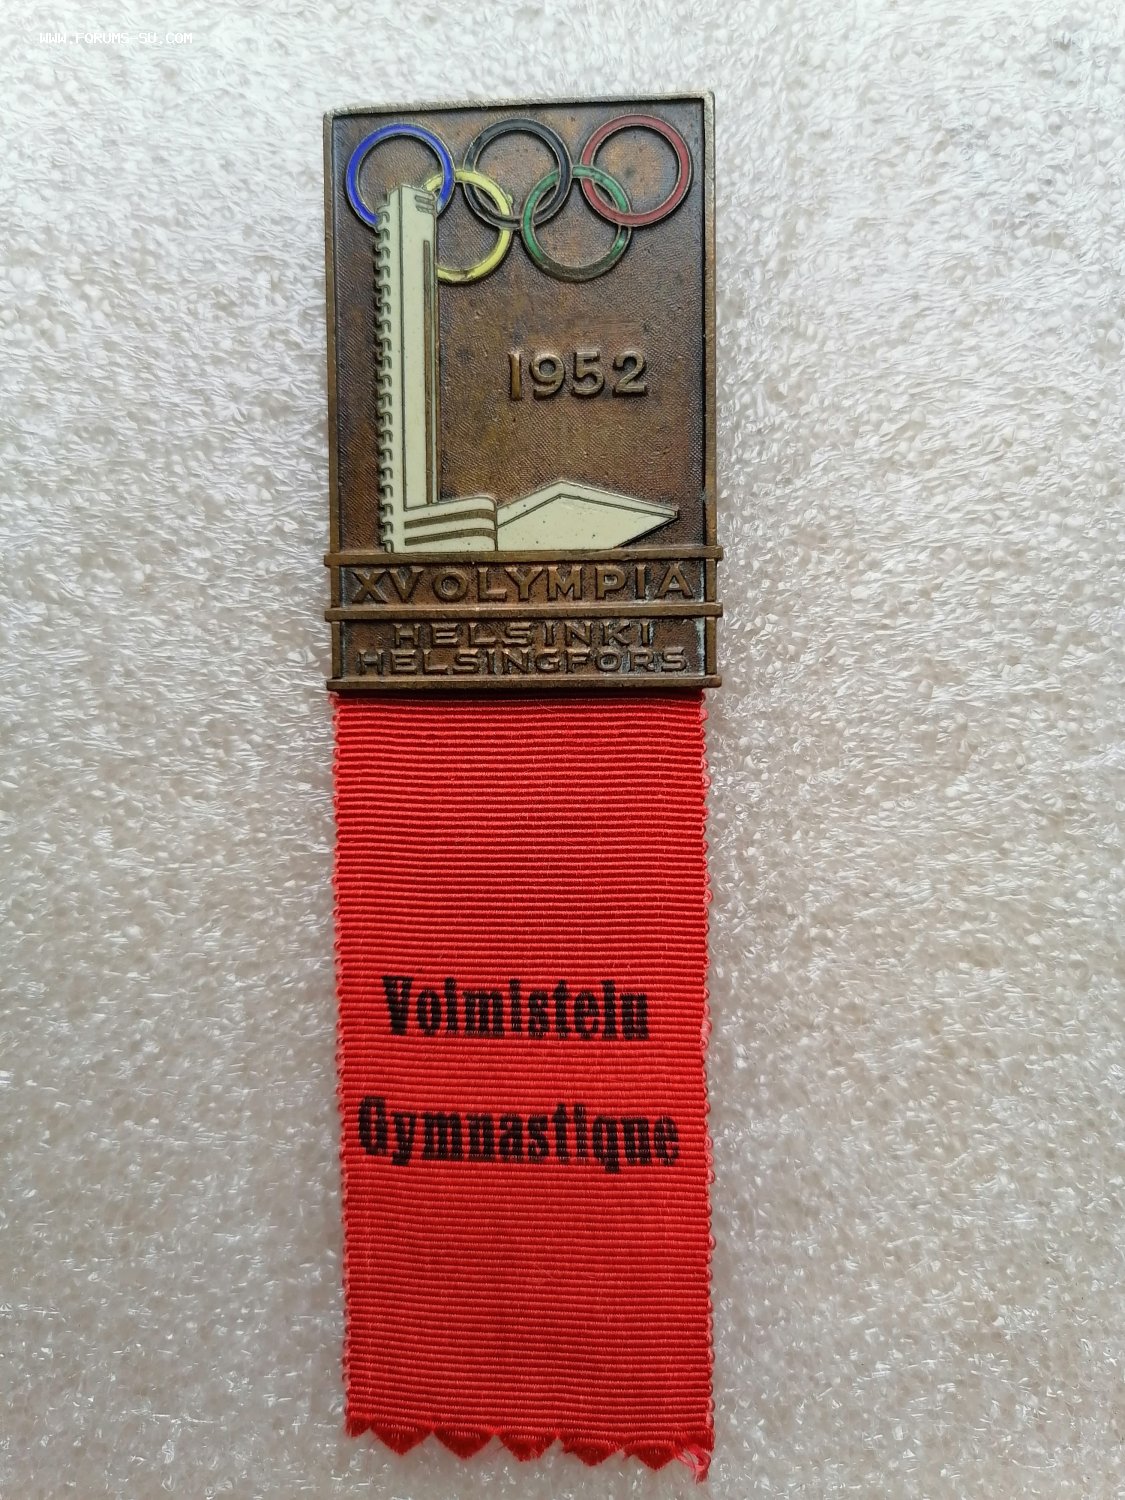 WWW.FORUMS-SU.COM
1952
XV OLYMPIA
HELSINKI
HELSINGFORS
Voimistelu
Gymnastique